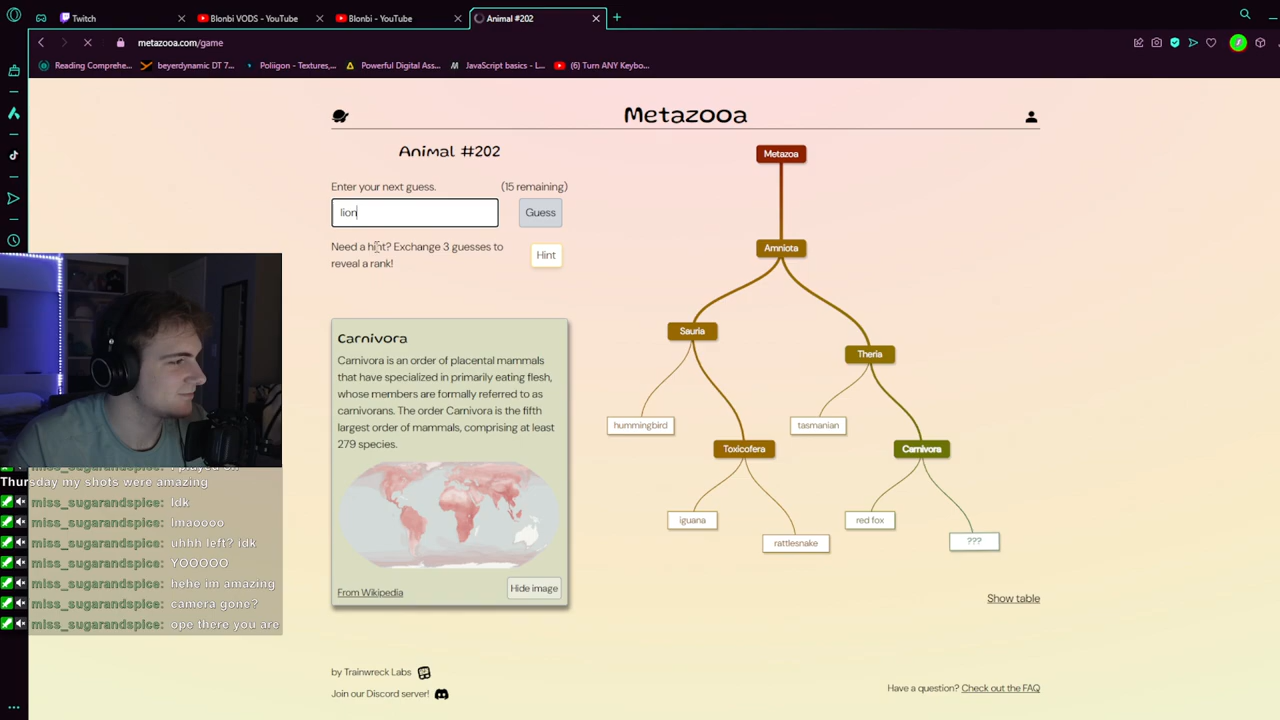 Twitch
Blonbi VODS - YouTube
Blonbi - YouTube
Animal #202
metazooa.com/game
Reading Comprehe...
beyerdynamic DT 7...
Poliigon - Textures,...
Powerful Digital Ass...
JavaScript basics - L...
(6) Turn ANY Keybo...
Metazooa
Animal #202
Enter your next guess.
(15 remaining)
lion
Guess
Need a hint? Exchange 3 guesses to
reveal a rank!
Hint
Carnivora
Carnivora is an order of placental mammals
that have specialized in primarily eating flesh,
whose members are formally referred to as
carnivorans. The order Carnivora is the fifth
largest order of mammals, comprising at least
279 species.
From Wikipedia
Hide image
Metazoa
Amniota
Sauria
Theria
hummingbird
tasmanian
Toxicofera
Carnivora
iguana
red fox
rattlesnake
???
Show table
Thursday my shots were amazing
miss_sugarandspice: Idk
miss_sugarandspice: lmaoooo
miss_sugarandspice: uhhh left? idk
miss_sugarandspice: YOOOOO
miss_sugarandspice: hehe im amazing
miss_sugarandspice: camera gone?
miss_sugarandspice: ope there you are
by Trainwreck Labs
Join our Discord server!
Have a question? Check out the FAQ